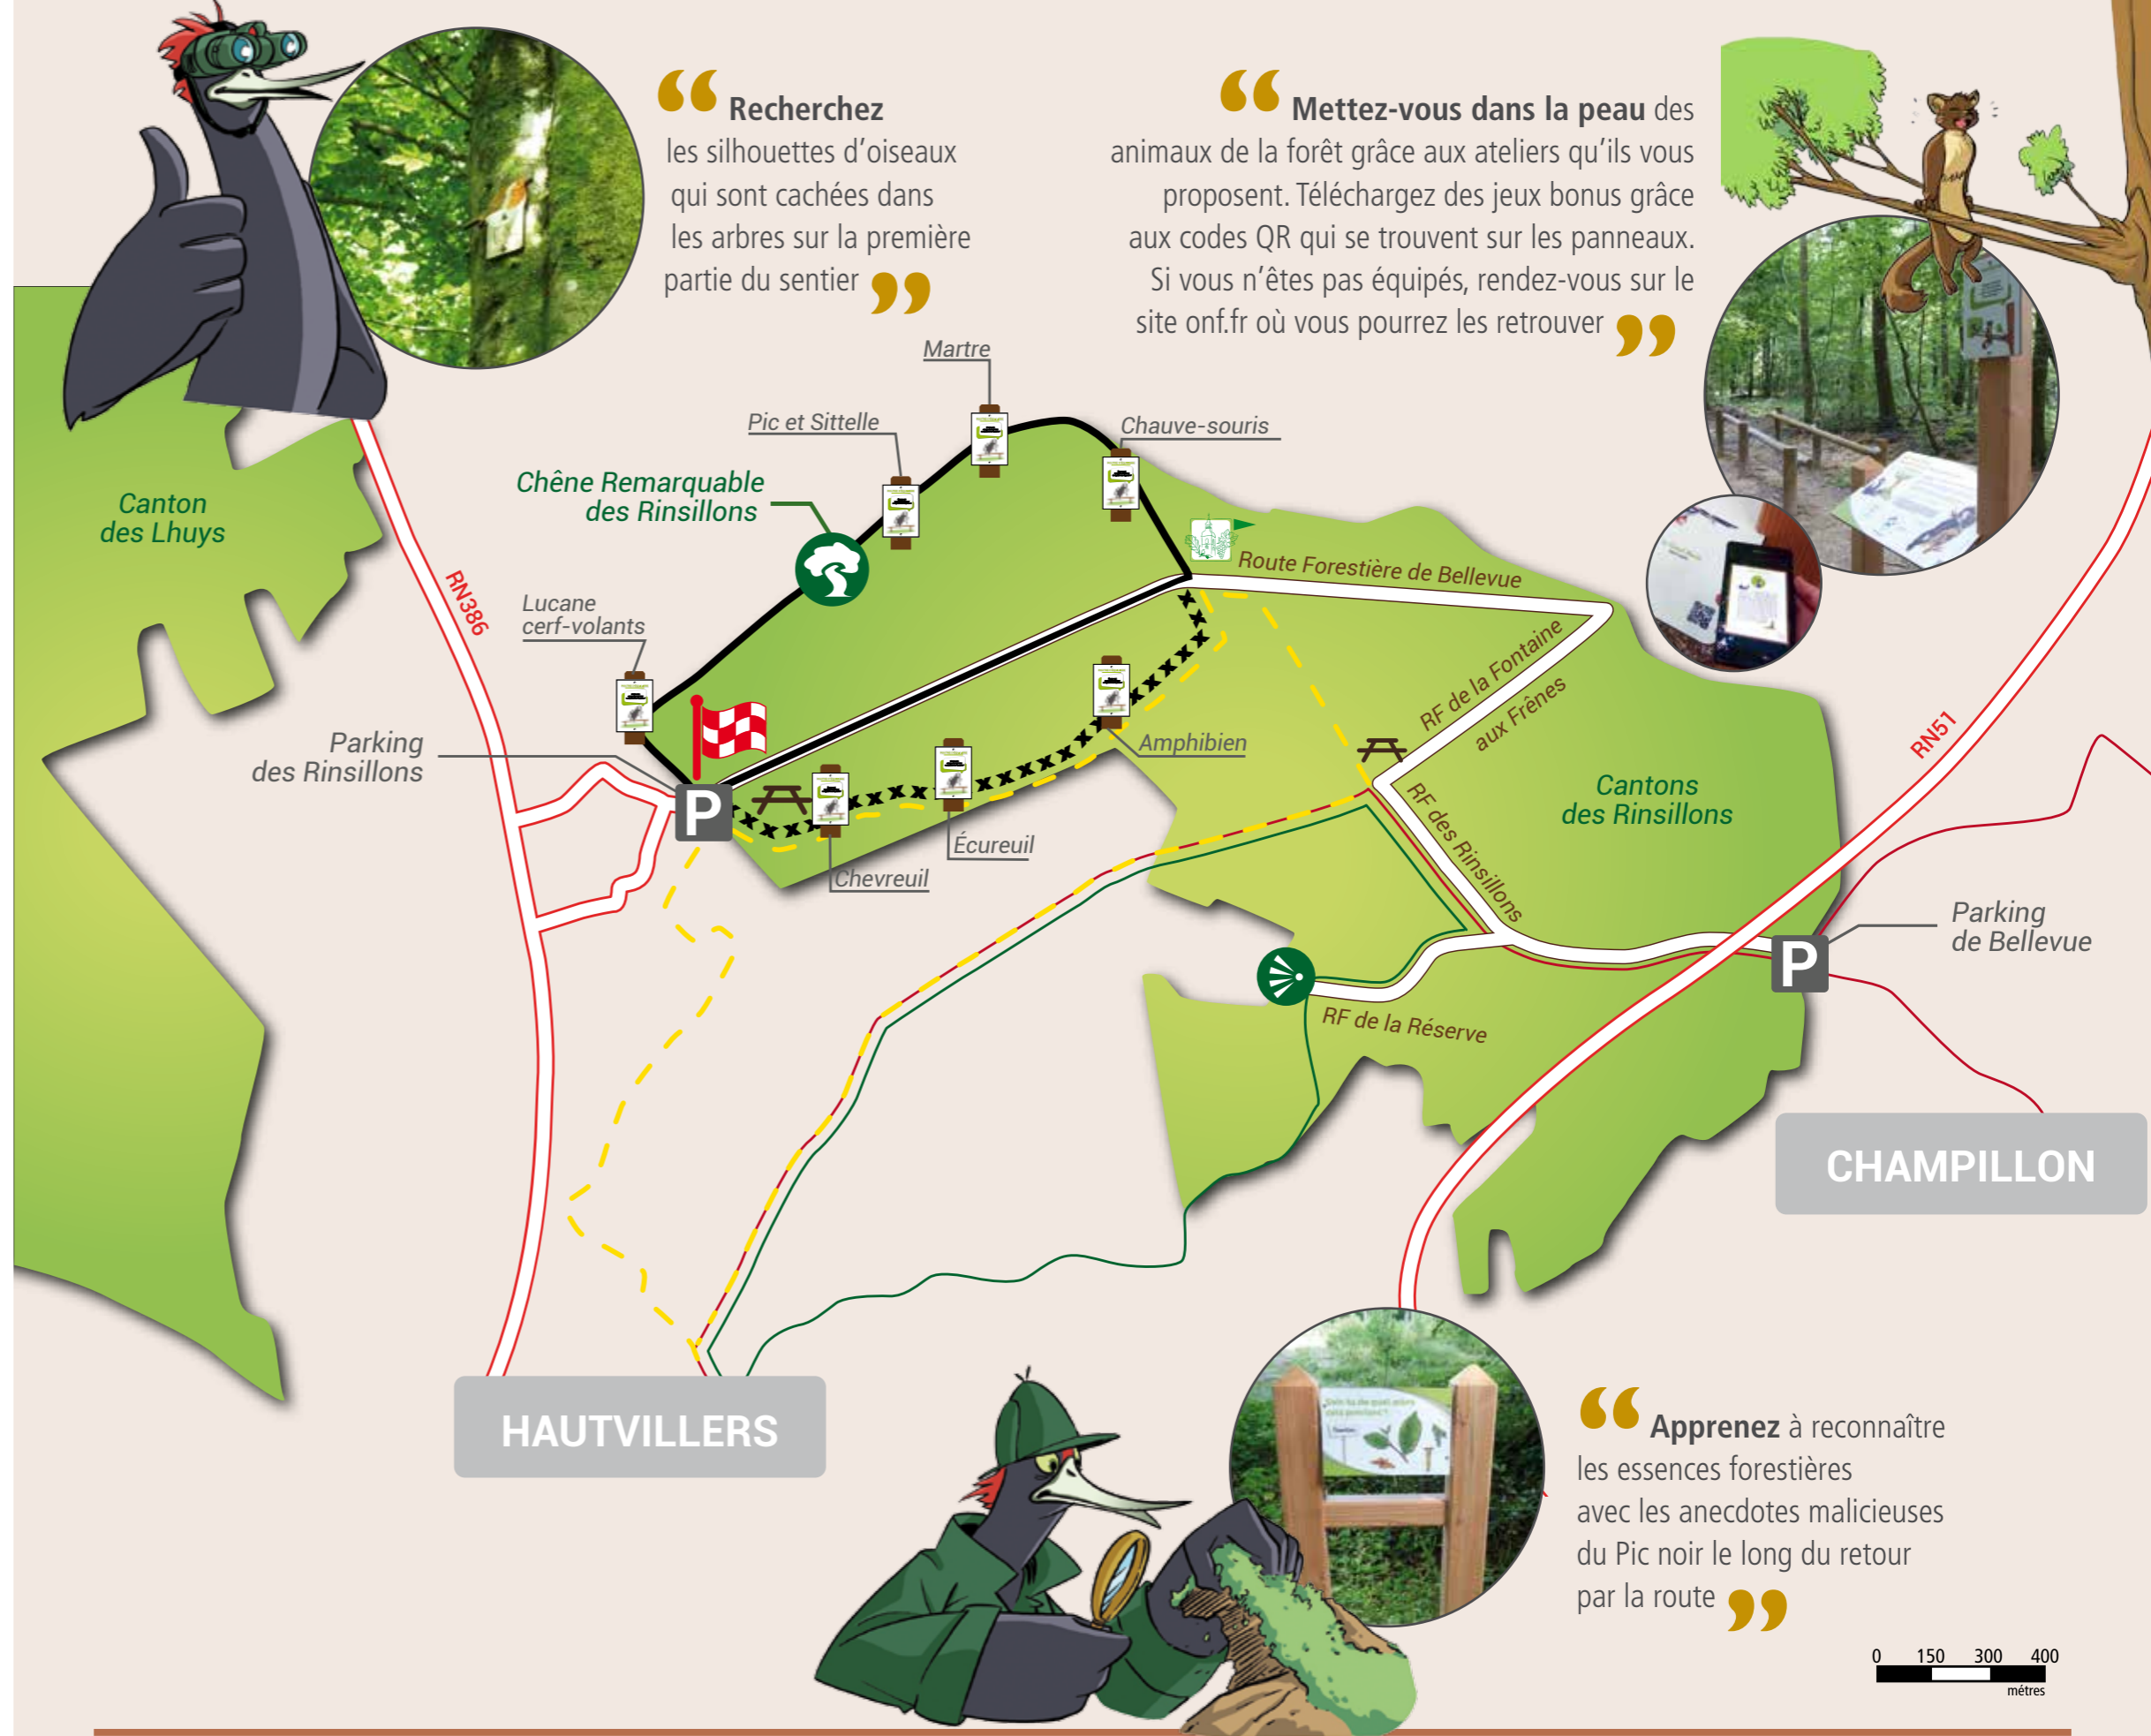 “ Recherchez
les silhouettes d’oiseaux
qui sont cachées dans
les arbres sur la première
partie du sentier ”
“ Mettez-vous dans la peau des
animaux de la forêt grâce aux ateliers qu’ils vous
proposent. Téléchargez des jeux bonus grâce
aux codes QR qui se trouvent sur les panneaux.
Si vous n’êtes pas équipés, rendez-vous sur le
site onf.fr où vous pourrez les retrouver ”
Martre
Pic et Sittelle
Chauve-souris
Chêne Remarquable
des Rinsillons
Canton
des Lhuys
RN386
Lucane
cerf-volants
Route Forestière de Bellevue
RF de la Fontaine
aux Frênes
Parking
des Rinsillons
P
Amphibien
Écureuil
Chevreuil
RF des Rinsillons
Cantons
des Rinsillons
RN51
Parking
de Bellevue
P
RF de la Réserve
CHAMPILLON
HAUTVILLERS
“ Apprenez à reconnaître
les essences forestières
avec les anecdotes malicieuses
du Pic noir le long du retour
par la route ”
0 150 300 400
métres